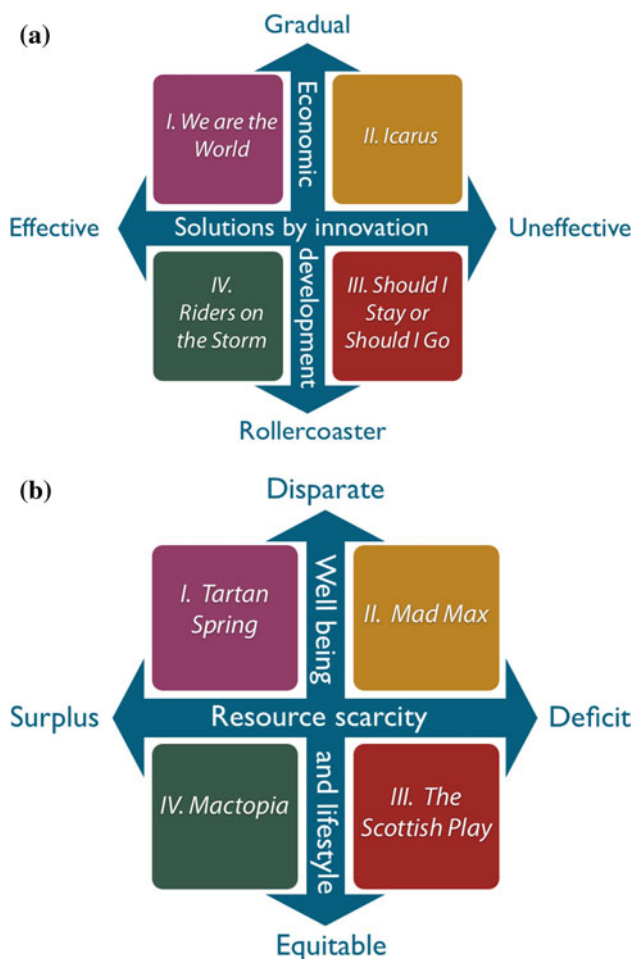 (a)
Gradual
Economic
I. We are the
World
II. Icarus
Effective
Solutions by innovation
Uneffective
development
IV.
Riders on
the Storm
III. Should I
Stay or
Should I Go
Rollercoaster
(b)
Disparate
Well being
I. Tartan
Spring
II. Mad Max
Surplus
Resource scarcity
Deficit
and lifestyle
IV. Mactopia
III. The
Scottish Play
Equitable